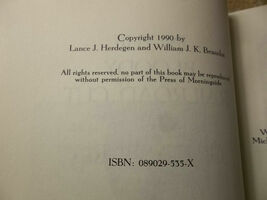 Copyright 1990 by
Lance J. Herdegen and William J. K. Beaudot
All rights reserved, no part of this book may be reproduced
without permission of the Press of Morningside
ISBN: 089029-535-X
W
Mich